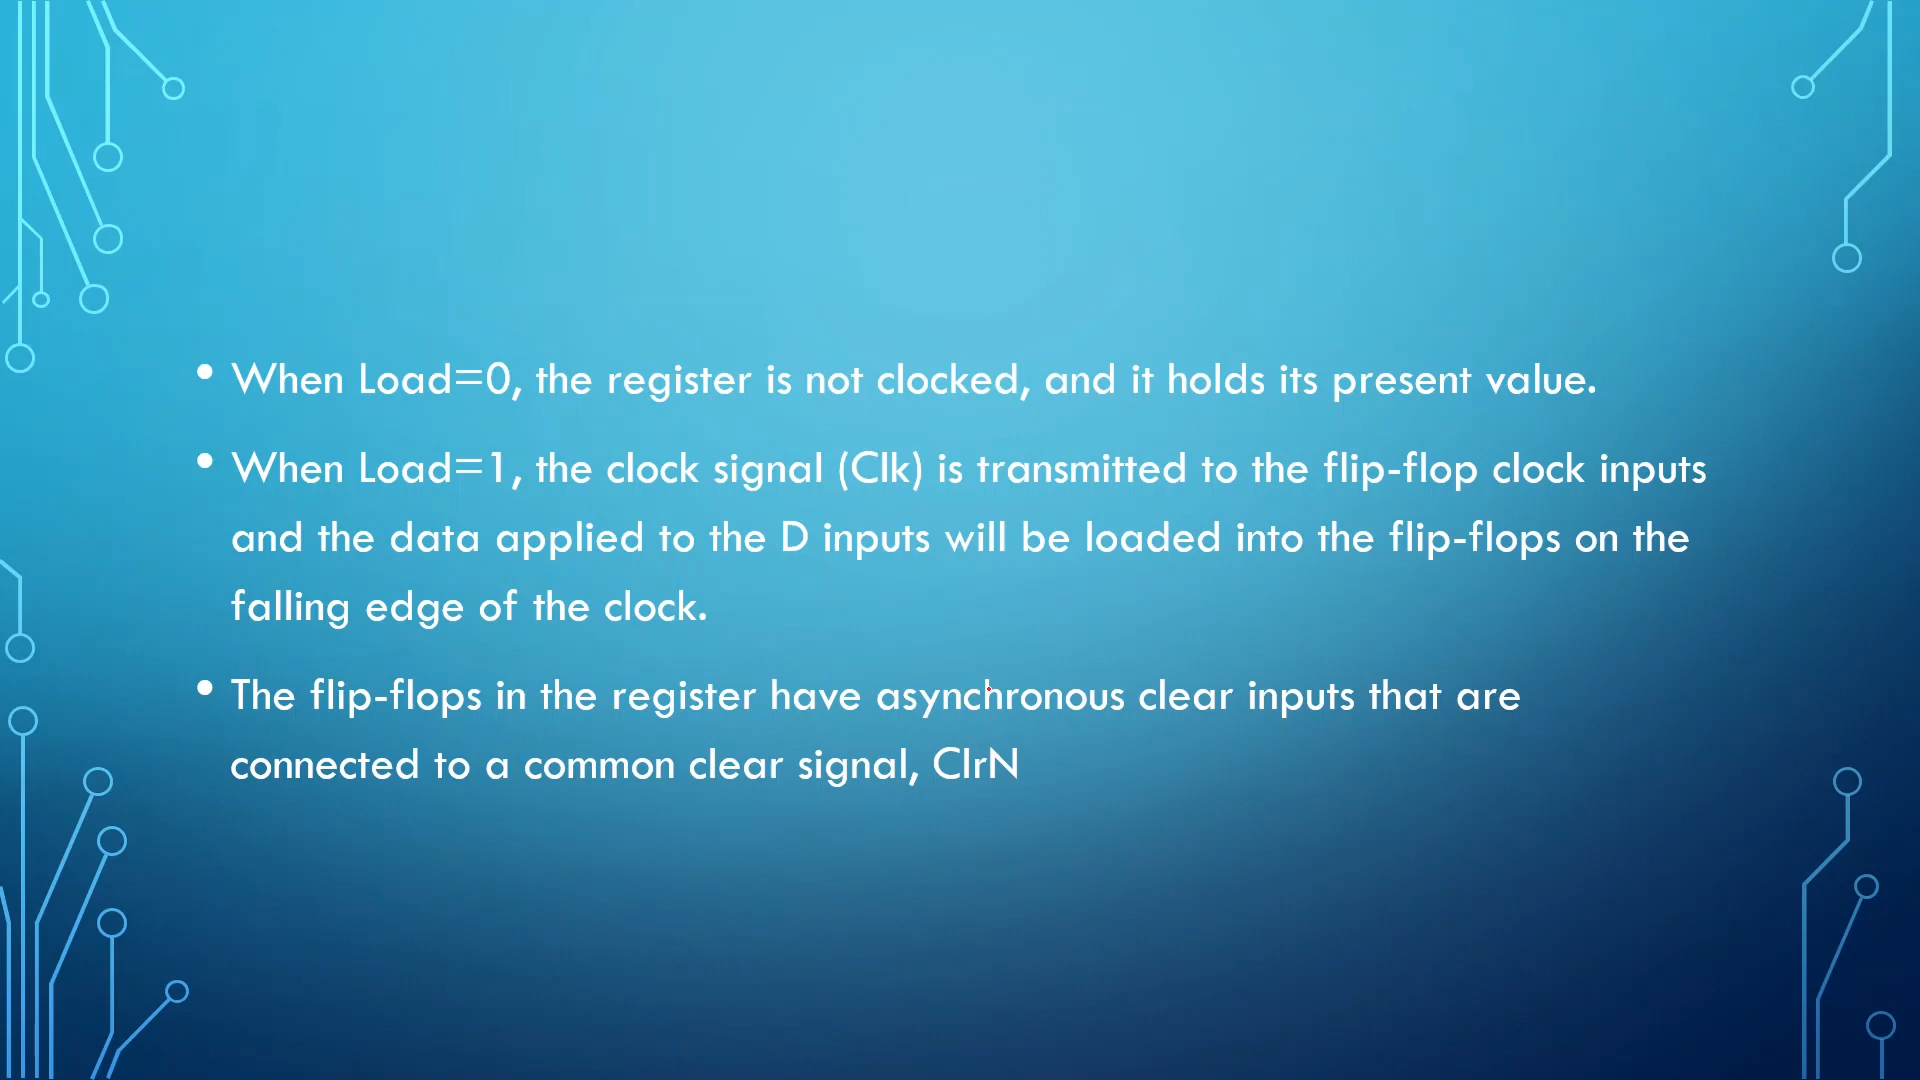 • When Load=0, the register is not clocked, and it holds its present value.
• When Load=1, the clock signal (Clk) is transmitted to the flip-flop clock inputs
and the data applied to the D inputs will be loaded into the flip-flops on the
falling edge of the clock.
• The flip-flops in the register have asynchronous clear inputs that are
connected to a common clear signal, ClrN